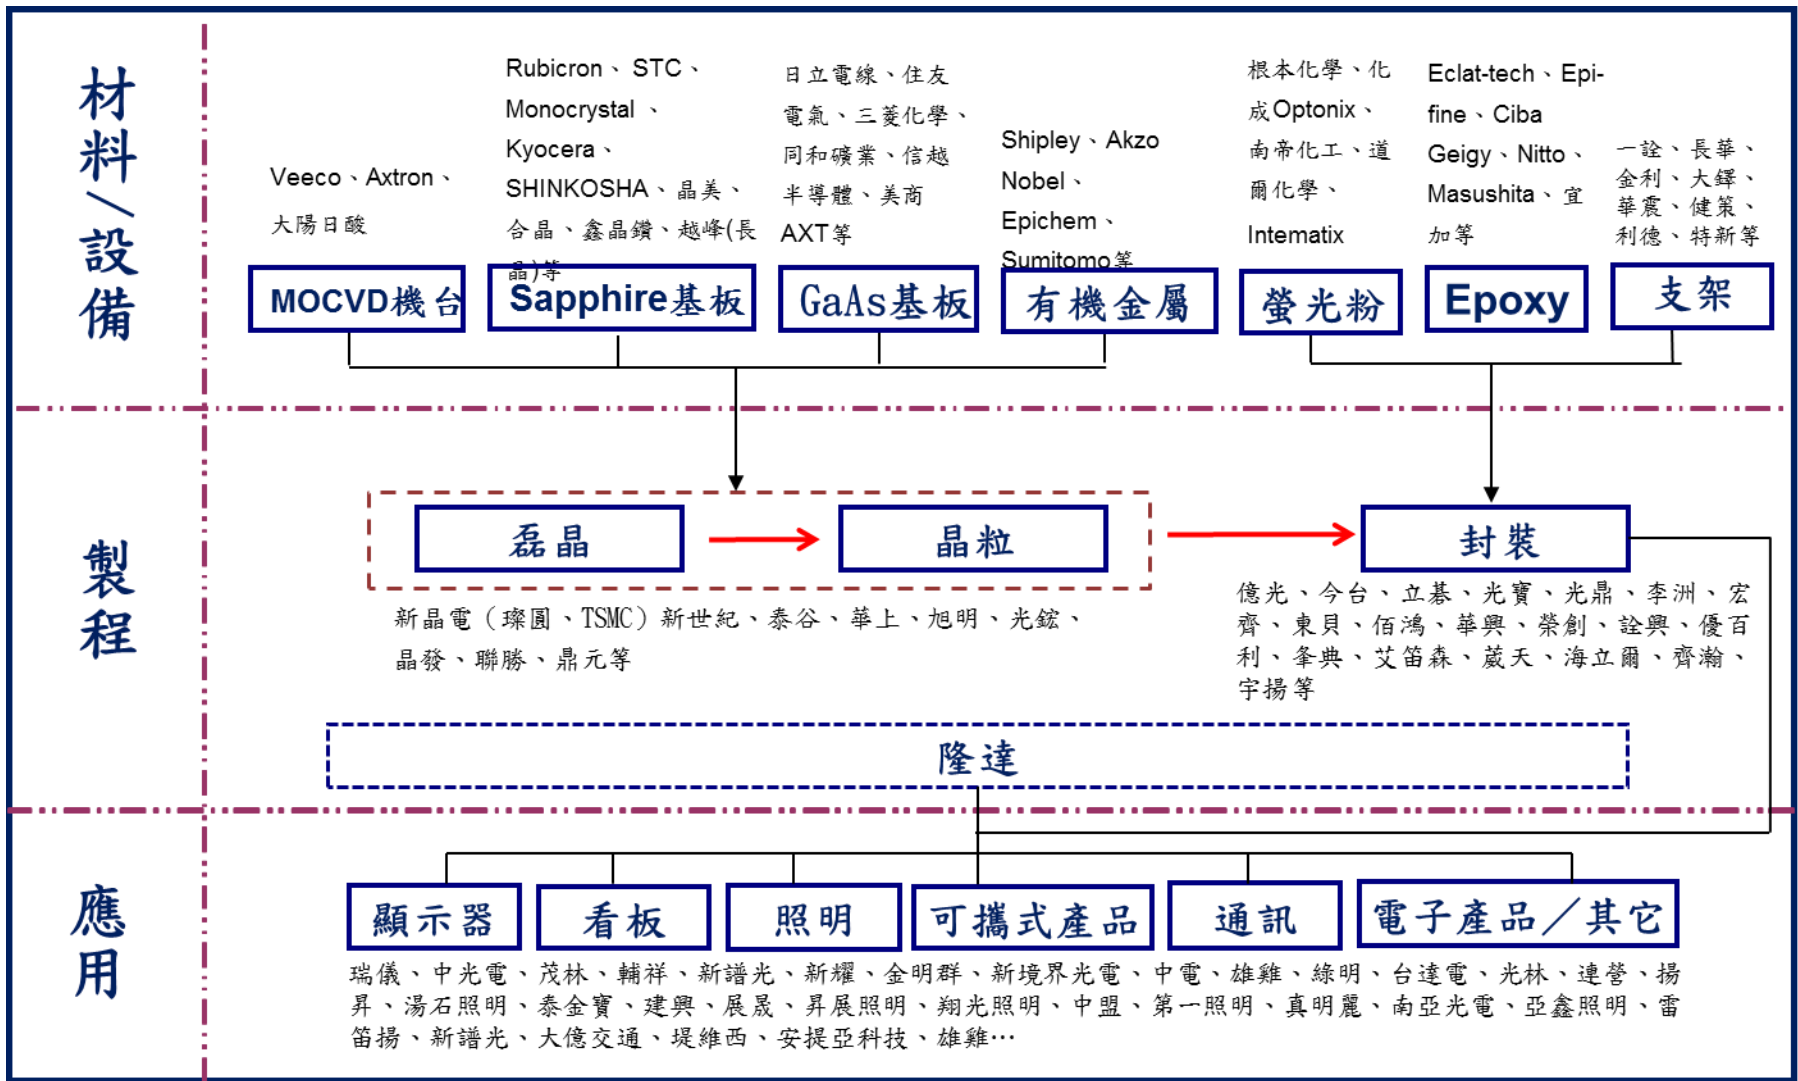 材料/設備
Veeco、Axtron、
大陽日酸
MOCVD機台
Rubicron、STC、
Monocrystal、
Kyocera、
SHINKOSHA、晶美、
合晶、鑫晶鑽、越峰(長
晶)等
Sapphire基板
日立電線、住友
電氣、三菱化學、
同和礦業、信越
半導體、美商
AXT等
GaAs基板
Shipley、Akzo
Nobel、
Epichem、
Sumitomo等
有機金屬
根本化學、化
成Optonix、
南帝化工、道
爾化學、
Intematix
螢光粉
Eclat-tech、Epi-
fine、Ciba
Geigy、Nitto、
Masushita、宜
加等
Epoxy
一詮、長華、
金利、大鐸、
華震、健策、
利德、特新等
支架
製程
磊晶
晶粒
封裝
新晶電（璨圓、TSMC）新世紀、泰谷、華上、旭明、光鋐、
晶發、聯勝、鼎元等
億光、今台、立碁、光寶、光鼎、李洲、宏
齊、東貝、佰鴻、華興、榮創、詮興、優百
利、夆典、艾笛森、葳天、海立爾、齊瀚、
宇揚等
隆達
應用
顯示器
看板
照明
可攜式產品
通訊
電子產品／其它
瑞儀、中光電、茂林、輔祥、新譜光、新耀、金明群、新境界光電、中電、雄雞、綠明、台達電、光林、連營、揚
昇、湯石照明、泰金寶、建興、展晟、昇展照明、翔光照明、中盟、第一照明、真明麗、南亞光電、亞鑫照明、雷
笛揚、新譜光、大億交通、堤維西、安提亞科技、雄雞…